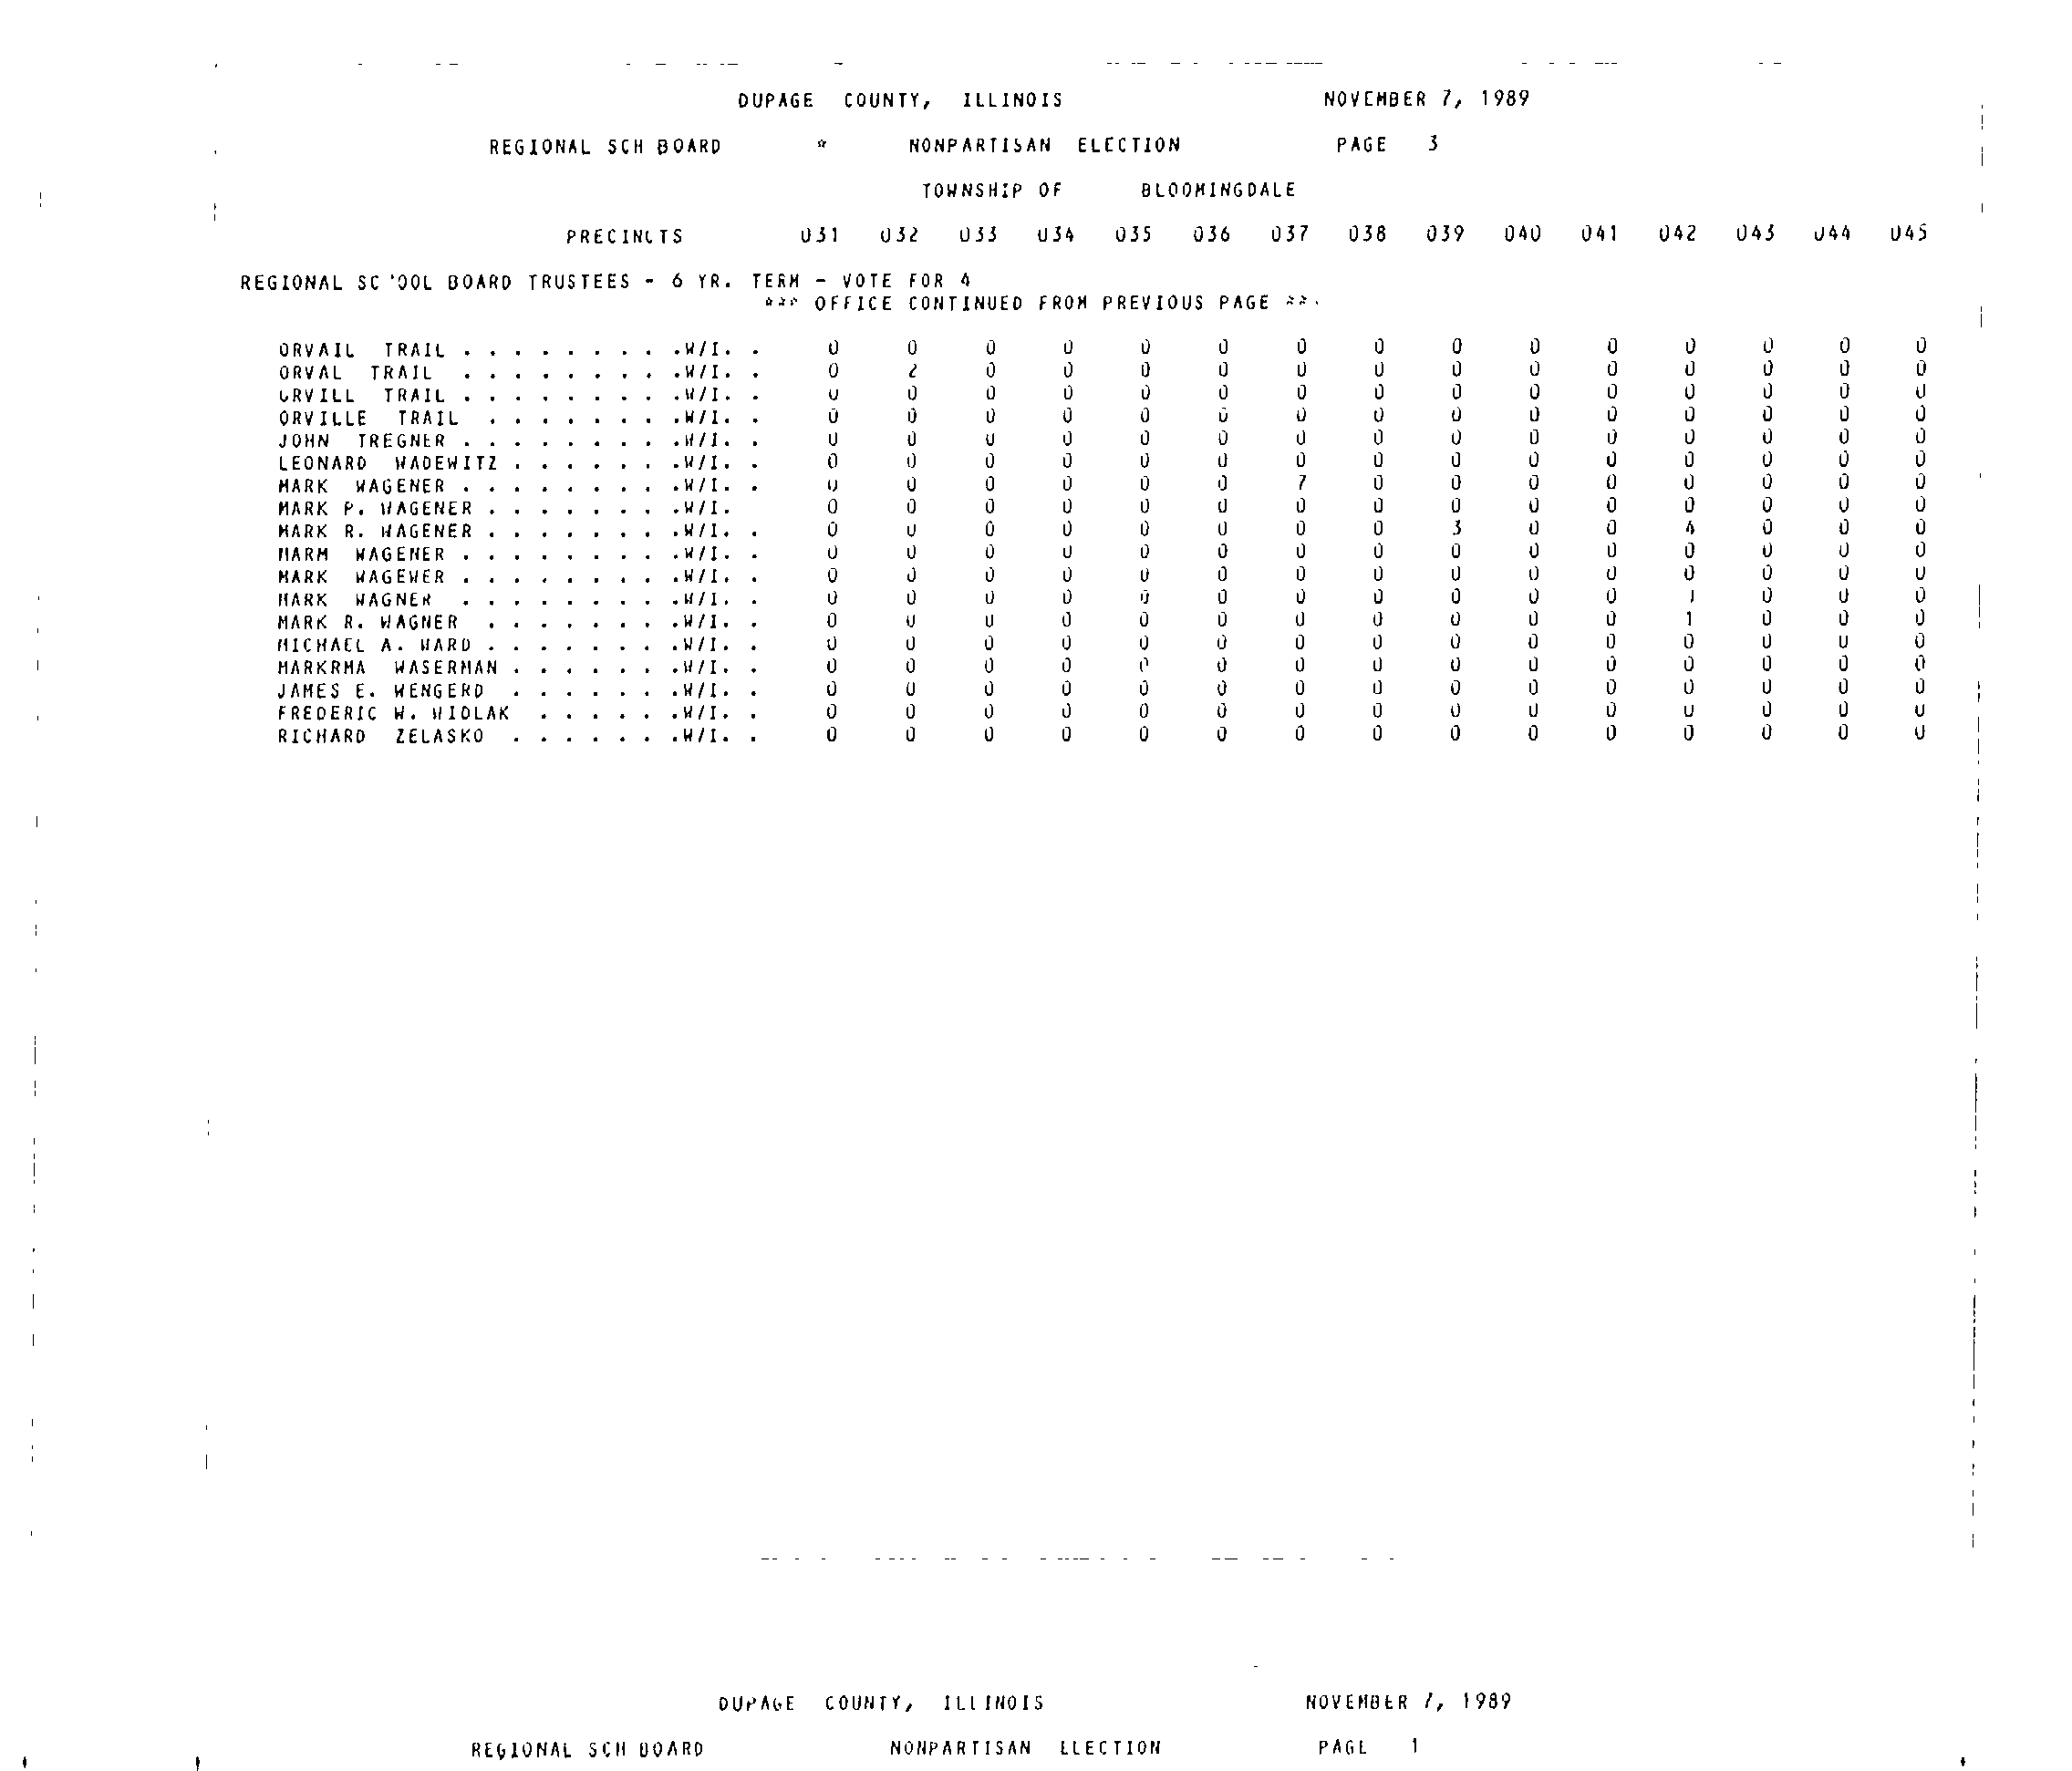 DUPAGE COUNTY, ILLINOIS NOVEMBER 7, 1989
REGIONAL SCH BOARD * NONPARTISAN ELECTION PAGE 3
TOWNSHIP OF BLOOMINGDALE
PRECINCTS 031 032 033 034 035 036 037 038 039 040 041 042 043 044 045
REGIONAL SC'OOL BOARD TRUSTEES - 6 YR. TERM - VOTE FOR 4
*** OFFICE CONTINUED FROM PREVIOUS PAGE **.
ORVAIL TRAIL . . . . . . . . .W/I. . 0 0 0 0 0 0 0 0 0 0 0 0 0 0 0
ORVAL TRAIL . . . . . . . . .W/I. . 0 2 0 0 0 0 0 0 0 0 0 0 0 0 0
ORVILL TRAIL . . . . . . . . .W/I. . 0 0 0 0 0 0 0 0 0 0 0 0 0 0 0
ORVILLE TRAIL . . . . . . . .W/I. . 0 0 0 0 0 0 0 0 0 0 0 0 0 0 0
JOHN TREGNER . . . . . . . . .W/I. . 0 0 0 0 0 0 0 0 0 0 0 0 0 0 0
LEONARD WADEWITZ . . . . . . .W/I. . 0 0 0 0 0 0 0 0 0 0 0 0 0 0 0
MARK WAGENER . . . . . . . . .W/I. . 0 0 0 0 0 0 7 0 0 0 0 0 0 0 0
MARK P. WAGENER . . . . . . . .W/I. 0 0 0 0 0 0 0 0 0 0 0 0 0 0 0
MARK R. WAGENER . . . . . . . .W/I. . 0 0 0 0 0 0 0 0 3 0 0 4 0 0 0
MARM WAGENER . . . . . . . . .W/I. . 0 0 0 0 0 0 0 0 0 0 0 0 0 0 0
MARK WAGEWER . . . . . . . . .W/I. . 0 0 0 0 0 0 0 0 0 0 0 0 0 0 0
MARK WAGNER . . . . . . . . .W/I. . 0 0 0 0 0 0 0 0 0 0 0 1 0 0 0
MARK R. WAGNER . . . . . . . .W/I. . 0 0 0 0 0 0 0 0 0 0 0 1 0 0 0
MICHAEL A. WARD . . . . . . . .W/I. . 0 0 0 0 0 0 0 0 0 0 0 0 0 0 0
MARKRMA WASERMAN . . . . . . .W/I. . 0 0 0 0 0 0 0 0 0 0 0 0 0 0 0
JAMES E. WENGERD . . . . . . .W/I. . 0 0 0 0 0 0 0 0 0 0 0 0 0 0 0
FREDERIC W. WIDLAK . . . . . .W/I. . 0 0 0 0 0 0 0 0 0 0 0 0 0 0 0
RICHARD ZELASKO . . . . . . .W/I. . 0 0 0 0 0 0 0 0 0 0 0 0 0 0 0
DUPAGE COUNTY, ILLINOIS NOVEMBER 7, 1989
REGIONAL SCH BOARD NONPARTISAN ELECTION PAGE 1